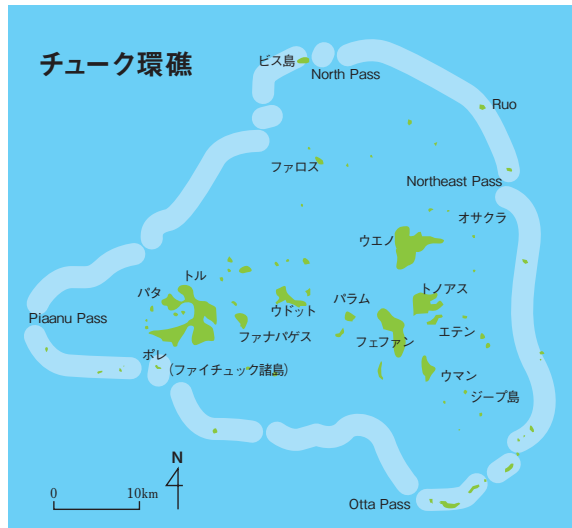 チューク環礁
ビス島
North Pass
Ruo
ファロス
Northeast Pass
オサクラ
ウエノ
トル
パタ
ウドット
パラム
トノアス
Piaanu Pass
ファナパゲス
フェファン
エテン
ポレ
(ファイチュック諸島)
ウマン
ジープ島
N
0 10km
Otta Pass